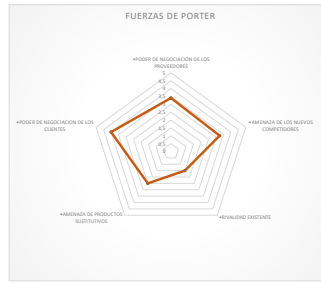 FUERZAS DE PORTER
•PODER DE NEGOCIACIÓN DE LOS
PROVEEDORES
5
4,5
4
3,5
3
2,5
2
1,5
1
0,5
0
•AMENAZA DE LOS NUEVOS
COMPETIDORES
•RIVALIDAD EXISTENTE
•AMENAZA DE PRODUCTOS
SUSTITUTIVOS
•PODER DE NEGOCIACION DE LOS
CLIENTES